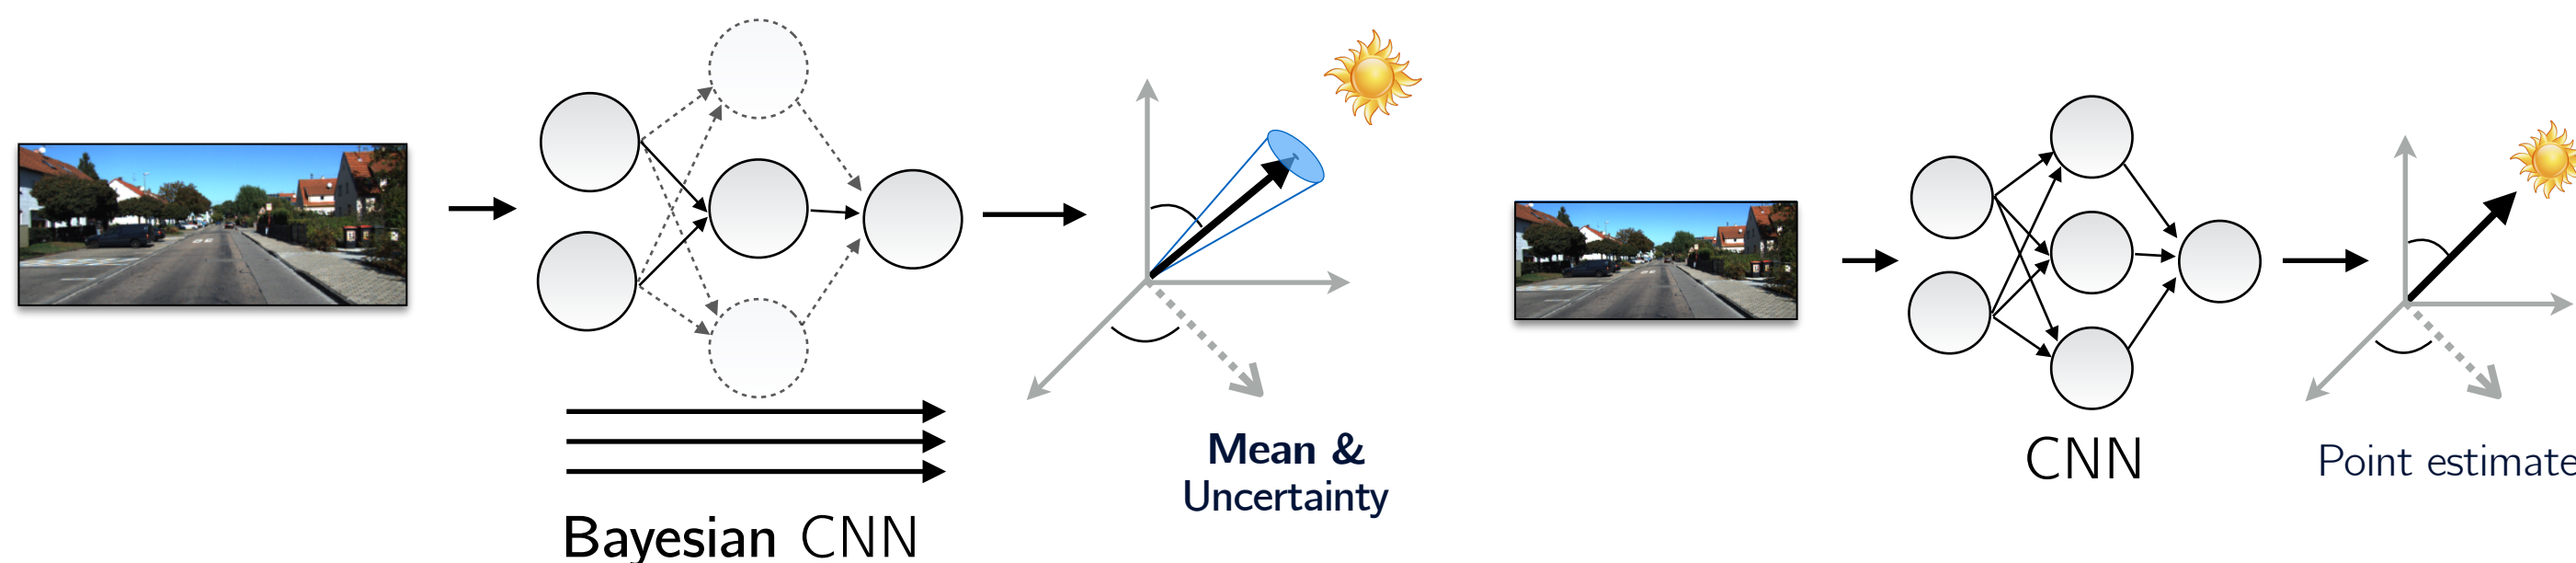 Mean &
Uncertainty
Bayesian CNN
CNN
Point estimate